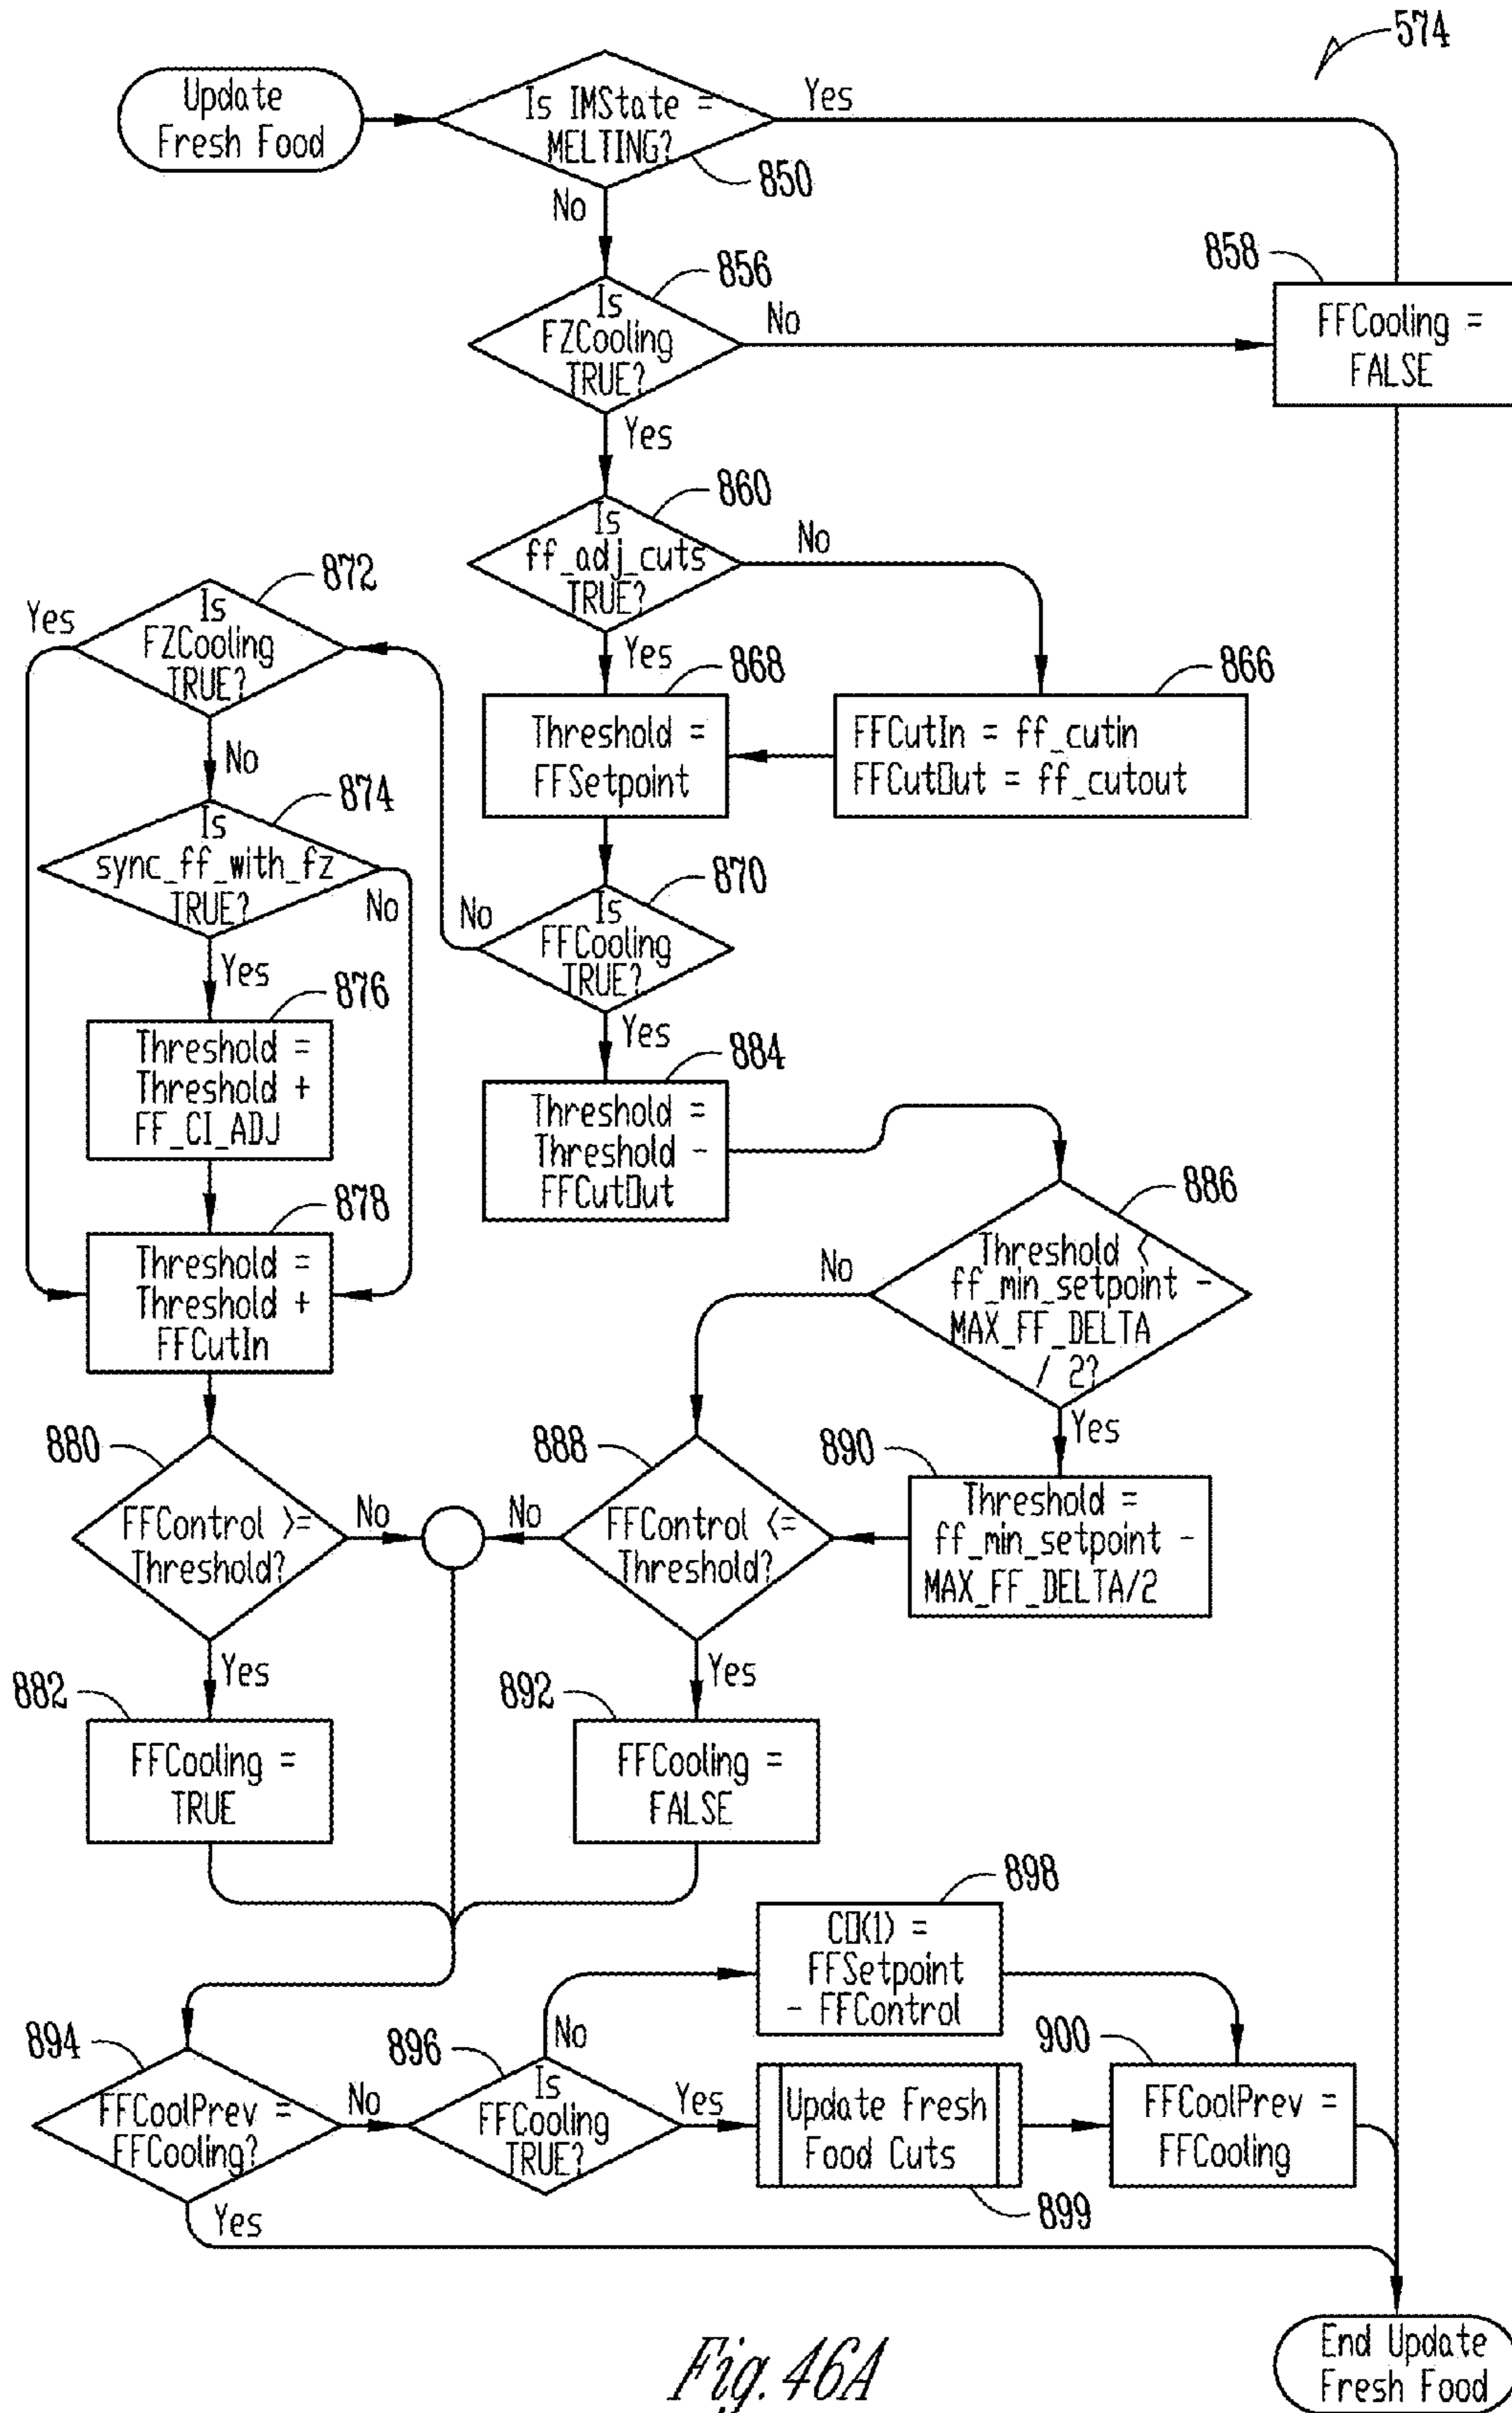 574
Update
Fresh Food
Is IMState =
MELTING?
Yes
850
No
856
Is
FZCooling
TRUE?
No
858
FFCooling =
FALSE
Yes
860
Is
ff_adj_cuts
TRUE?
No
872
Is
FZCooling
TRUE?
Yes
Yes
868
866
Threshold =
FFSetpoint
FFCutIn = ff_cutin
FFCutOut = ff_cutout
No
874
Is
sync_ff_with_fz
TRUE?
No
870
No
Is
FFCooling
TRUE?
Yes
876
Threshold =
Threshold +
FF_CI_ADJ
Yes
884
Threshold =
Threshold -
FFCutOut
878
Threshold =
Threshold +
FFCutIn
886
Threshold <
ff_min_setpoint -
MAX_FF_DELTA
/ 2?
No
Yes
880
FFControl >=
Threshold?
No
888
FFControl <=
Threshold?
No
890
Threshold =
ff_min_setpoint -
MAX_FF_DELTA/2
Yes
882
FFCooling =
TRUE
Yes
892
FFCooling =
FALSE
898
CO(1) =
FFSetpoint
- FFControl
894
FFCoolPrev =
FFCooling?
No
896
Is
FFCooling
TRUE?
No
Yes
Update Fresh
Food Cuts
899
900
FFCoolPrev =
FFCooling
Yes
End Update
Fresh Food
Fig. 46A